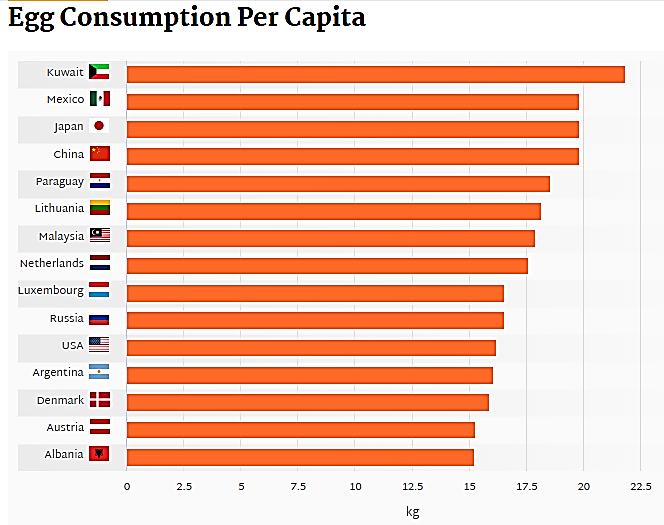 Egg Consumption Per Capita
Kuwait
Mexico
Japan
China
Paraguay
Lithuania
Malaysia
Netherlands
Luxembourg
Russia
USA
Argentina
Denmark
Austria
Albania
0 2.5 5 7.5 10 12.5 15 17.5 20 22.5
kg